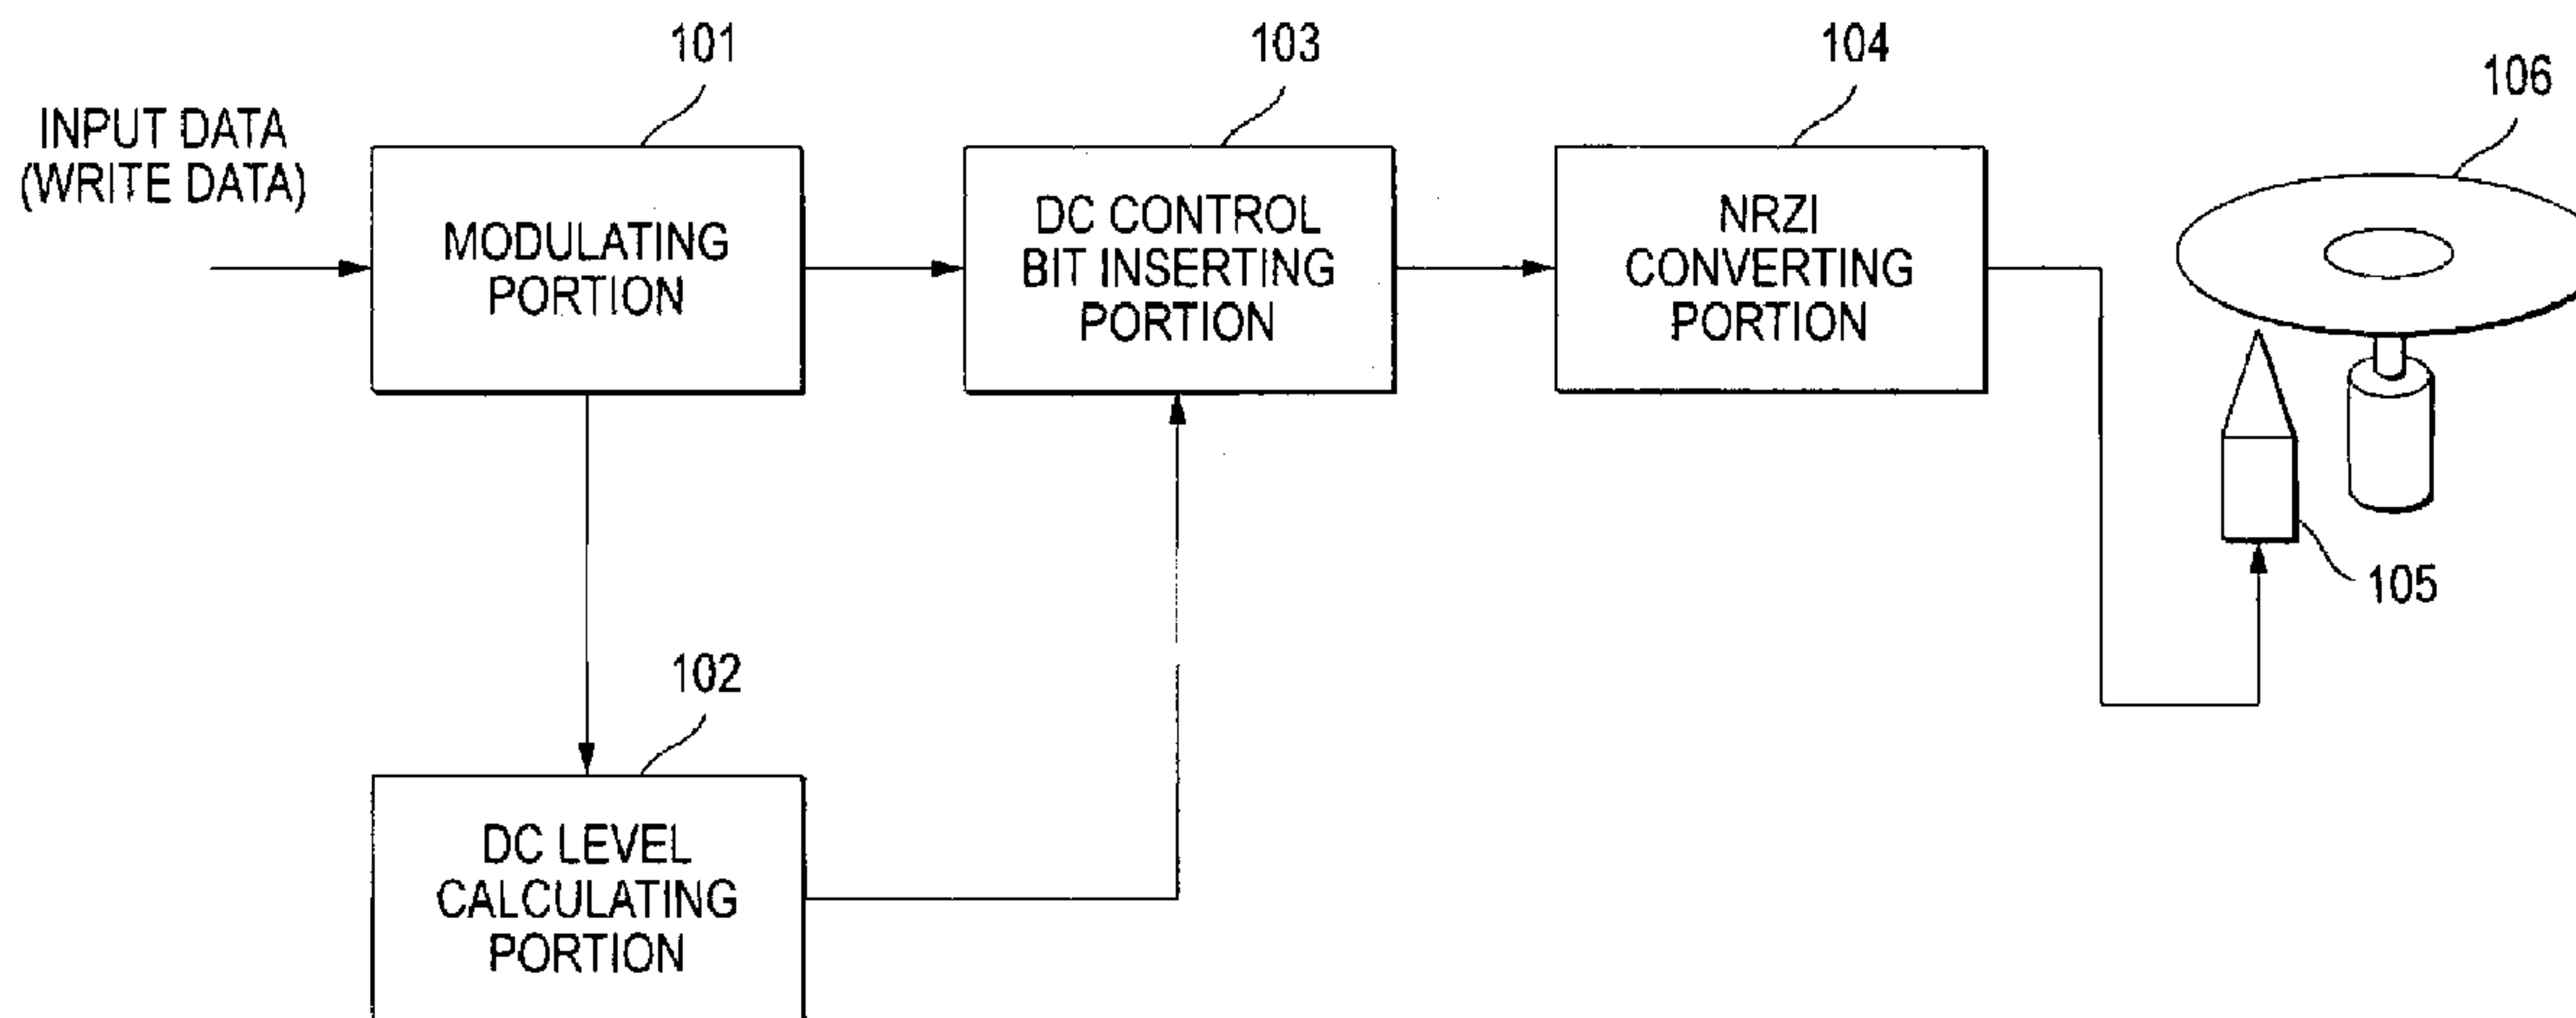 101
103
104
106
INPUT DATA
(WRITE DATA)
MODULATING
PORTION
DC CONTROL
BIT INSERTING
PORTION
NRZI
CONVERTING
PORTION
105
102
DC LEVEL
CALCULATING
PORTION